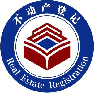 不动产登记
Real Estate Registration